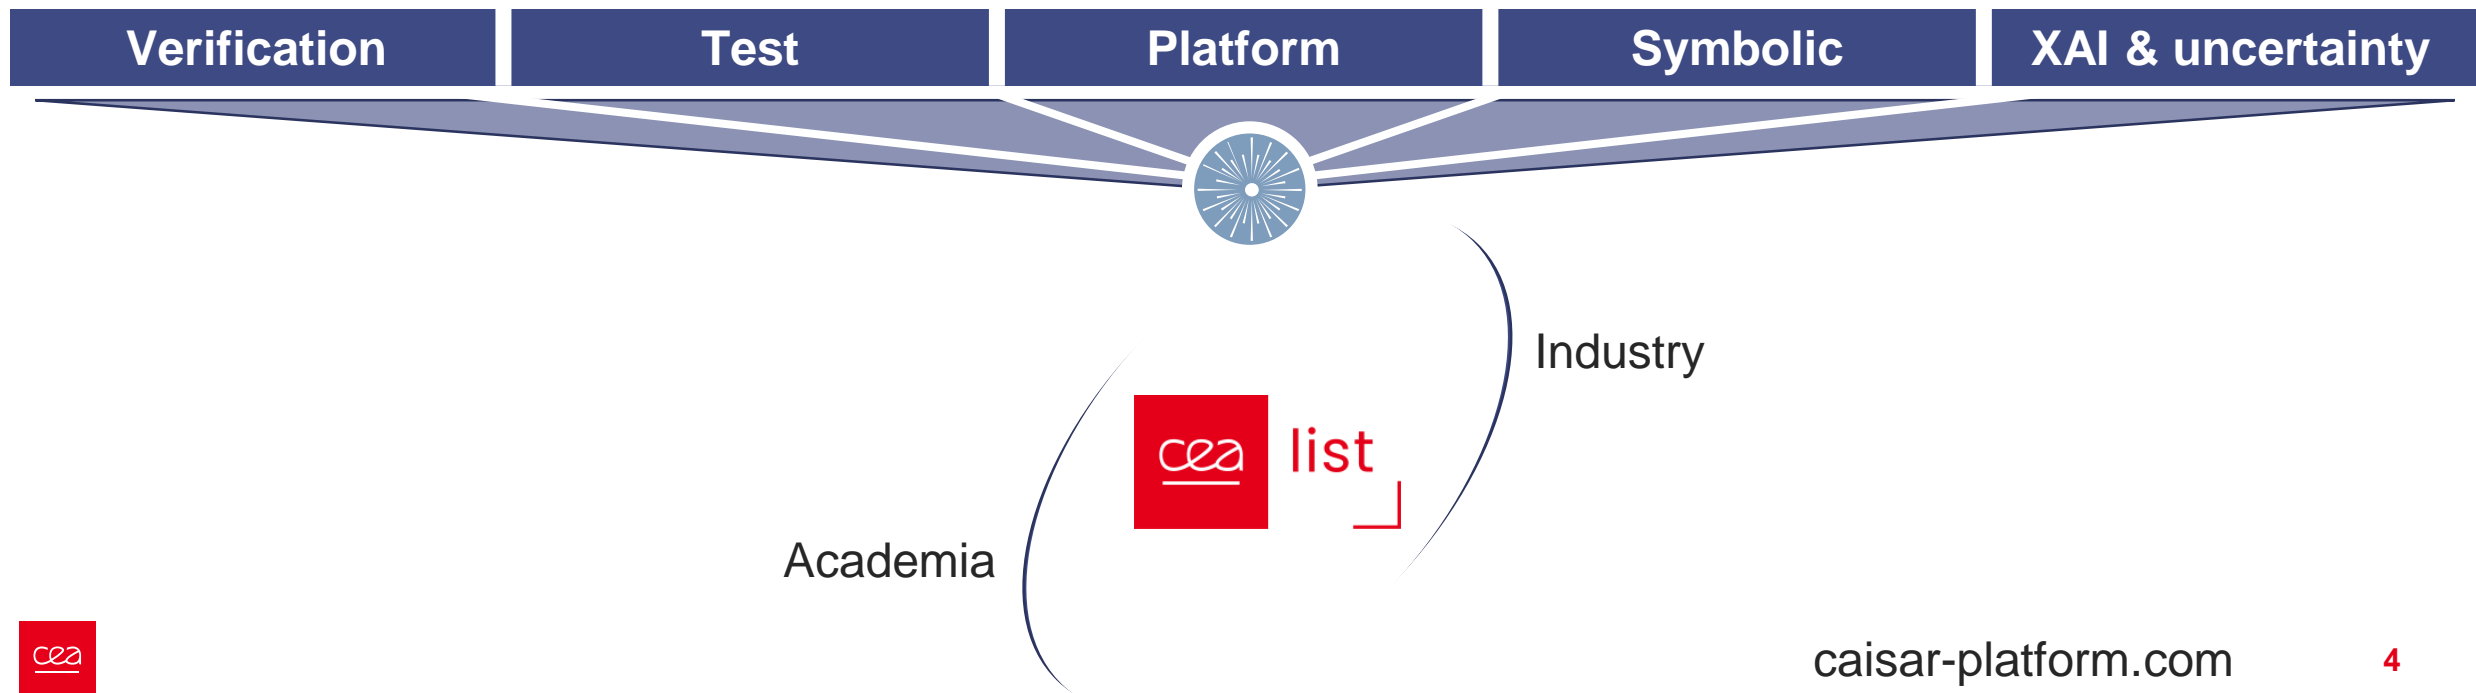 Verification
Test
Platform
Symbolic
XAI & uncertainty
Industry
cea
list
Academia
cea
caisar-platform.com
4